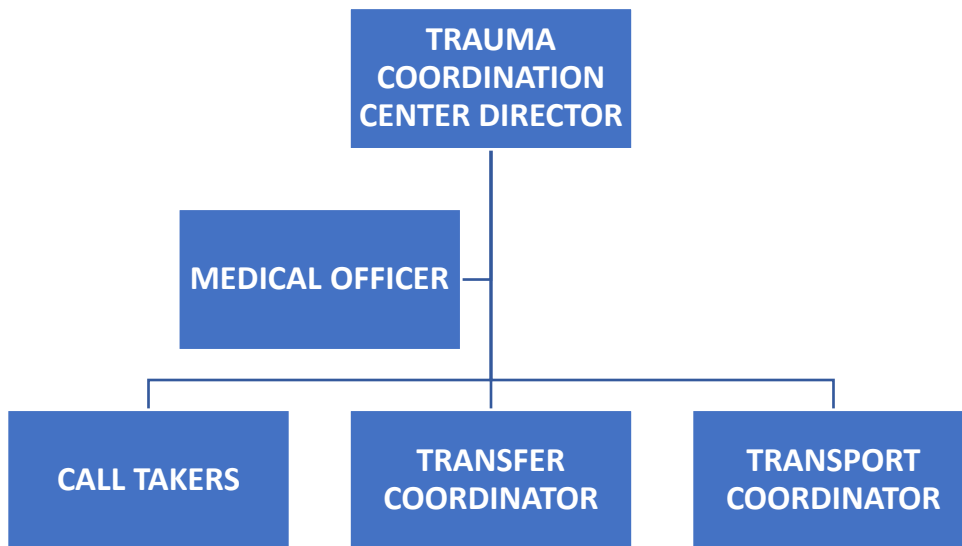 TRAUMA
COORDINATION
CENTER DIRECTOR
MEDICAL OFFICER
CALL TAKERS
TRANSFER
COORDINATOR
TRANSPORT
COORDINATOR